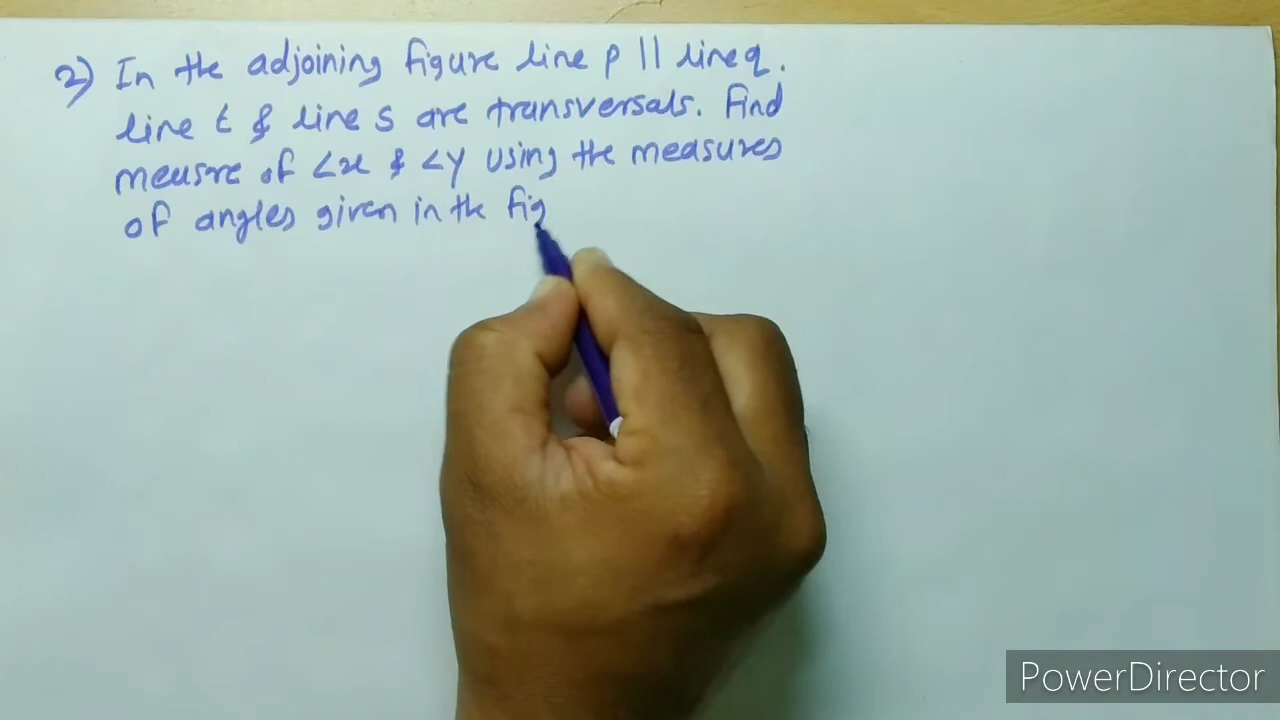 2) In the adjoining figure line p || line q.
line t & line s are transversals. Find
measre of ∠x & ∠y using the measures
of angles given in the fig
PowerDirector